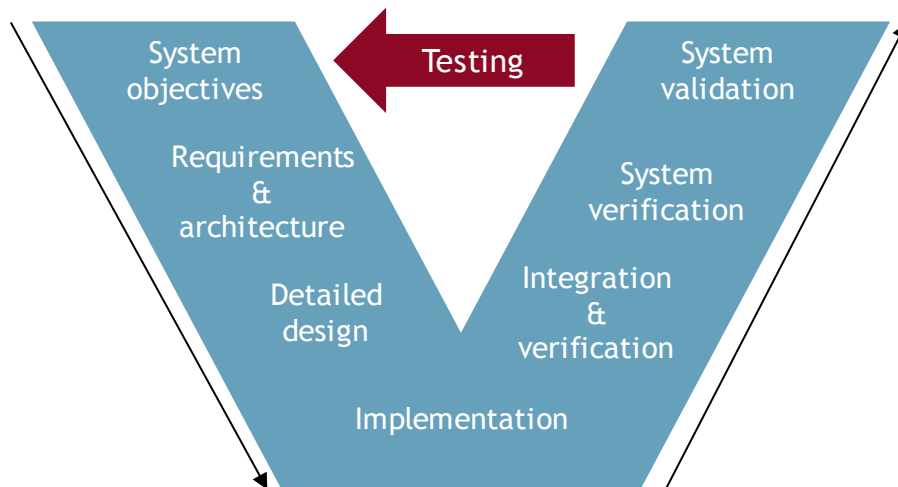 System
objectives
Testing
System
validation
Requirements
&
architecture
System
verification
Detailed
design
Integration
&
verification
Implementation